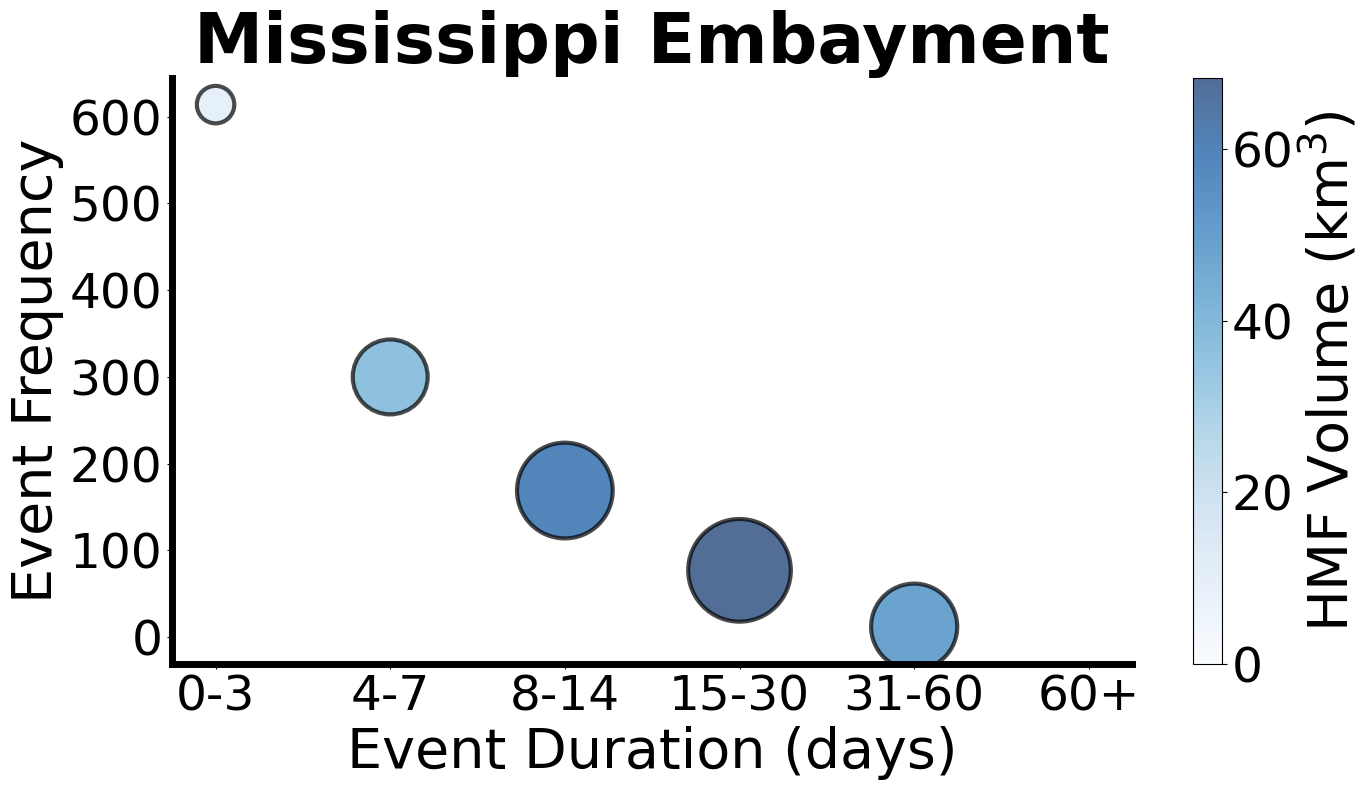 Mississippi Embayment
Event Frequency
600
500
400
300
200
100
0
0-3 4-7 8-14 15-30 31-60 60+
Event Duration (days)
60
40
20
0
HMF Volume (km³)